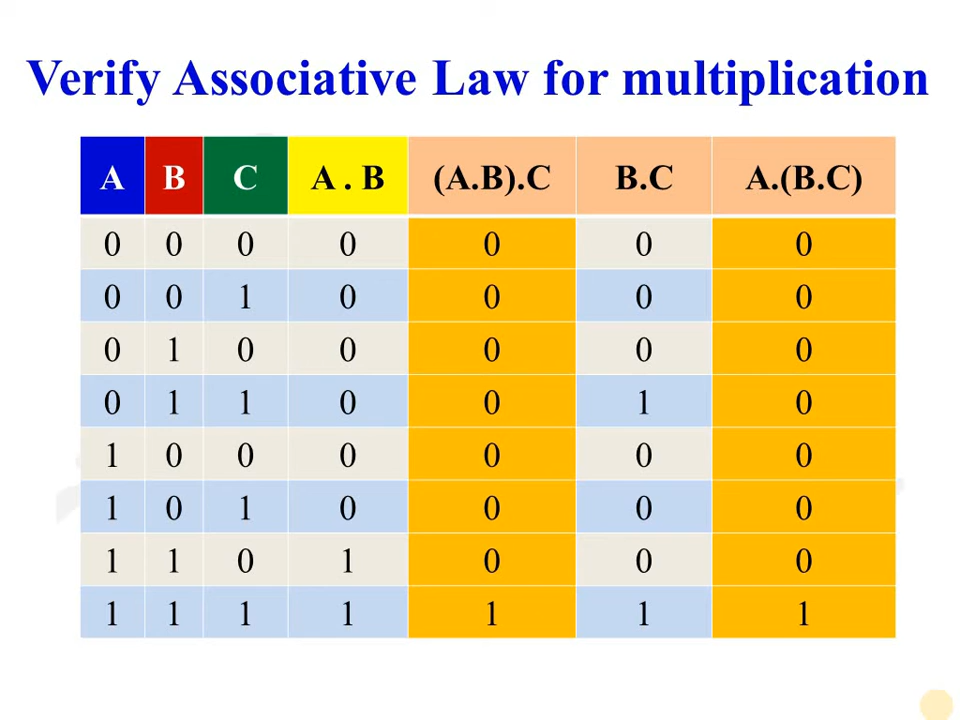 Verify Associative Law for multiplication
A B C A . B (A.B).C B.C A.(B.C)
0 0 0 0 0 0 0
0 0 1 0 0 0 0
0 1 0 0 0 0 0
0 1 1 0 0 1 0
1 0 0 0 0 0 0
1 0 1 0 0 0 0
1 1 0 1 0 0 0
1 1 1 1 1 1 1